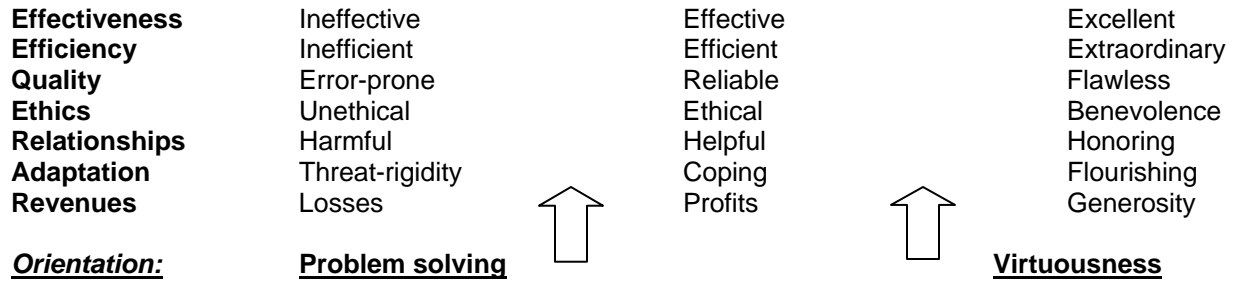 Effectiveness Ineffective Effective Excellent
Efficiency Inefficient Efficient Extraordinary
Quality Error-prone Reliable Flawless
Ethics Unethical Ethical Benevolence
Relationships Harmful Helpful Honoring
Adaptation Threat-rigidity Coping Flourishing
Revenues Losses Profits Generosity
Orientation: Problem solving Virtuousness